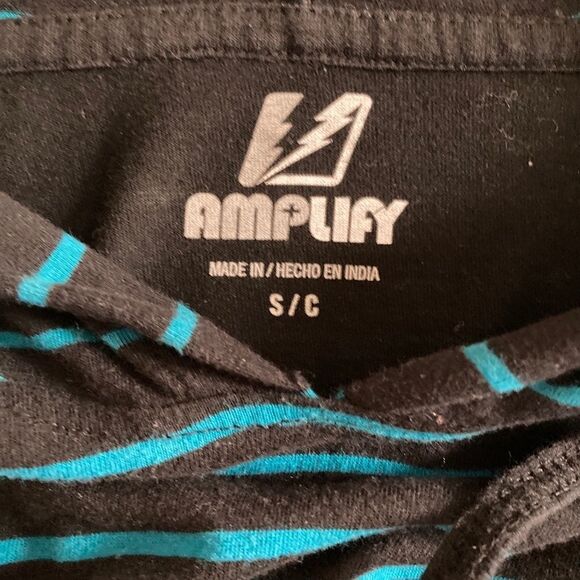 AMPLIFY
MADE IN / HECHO EN INDIA
S / C